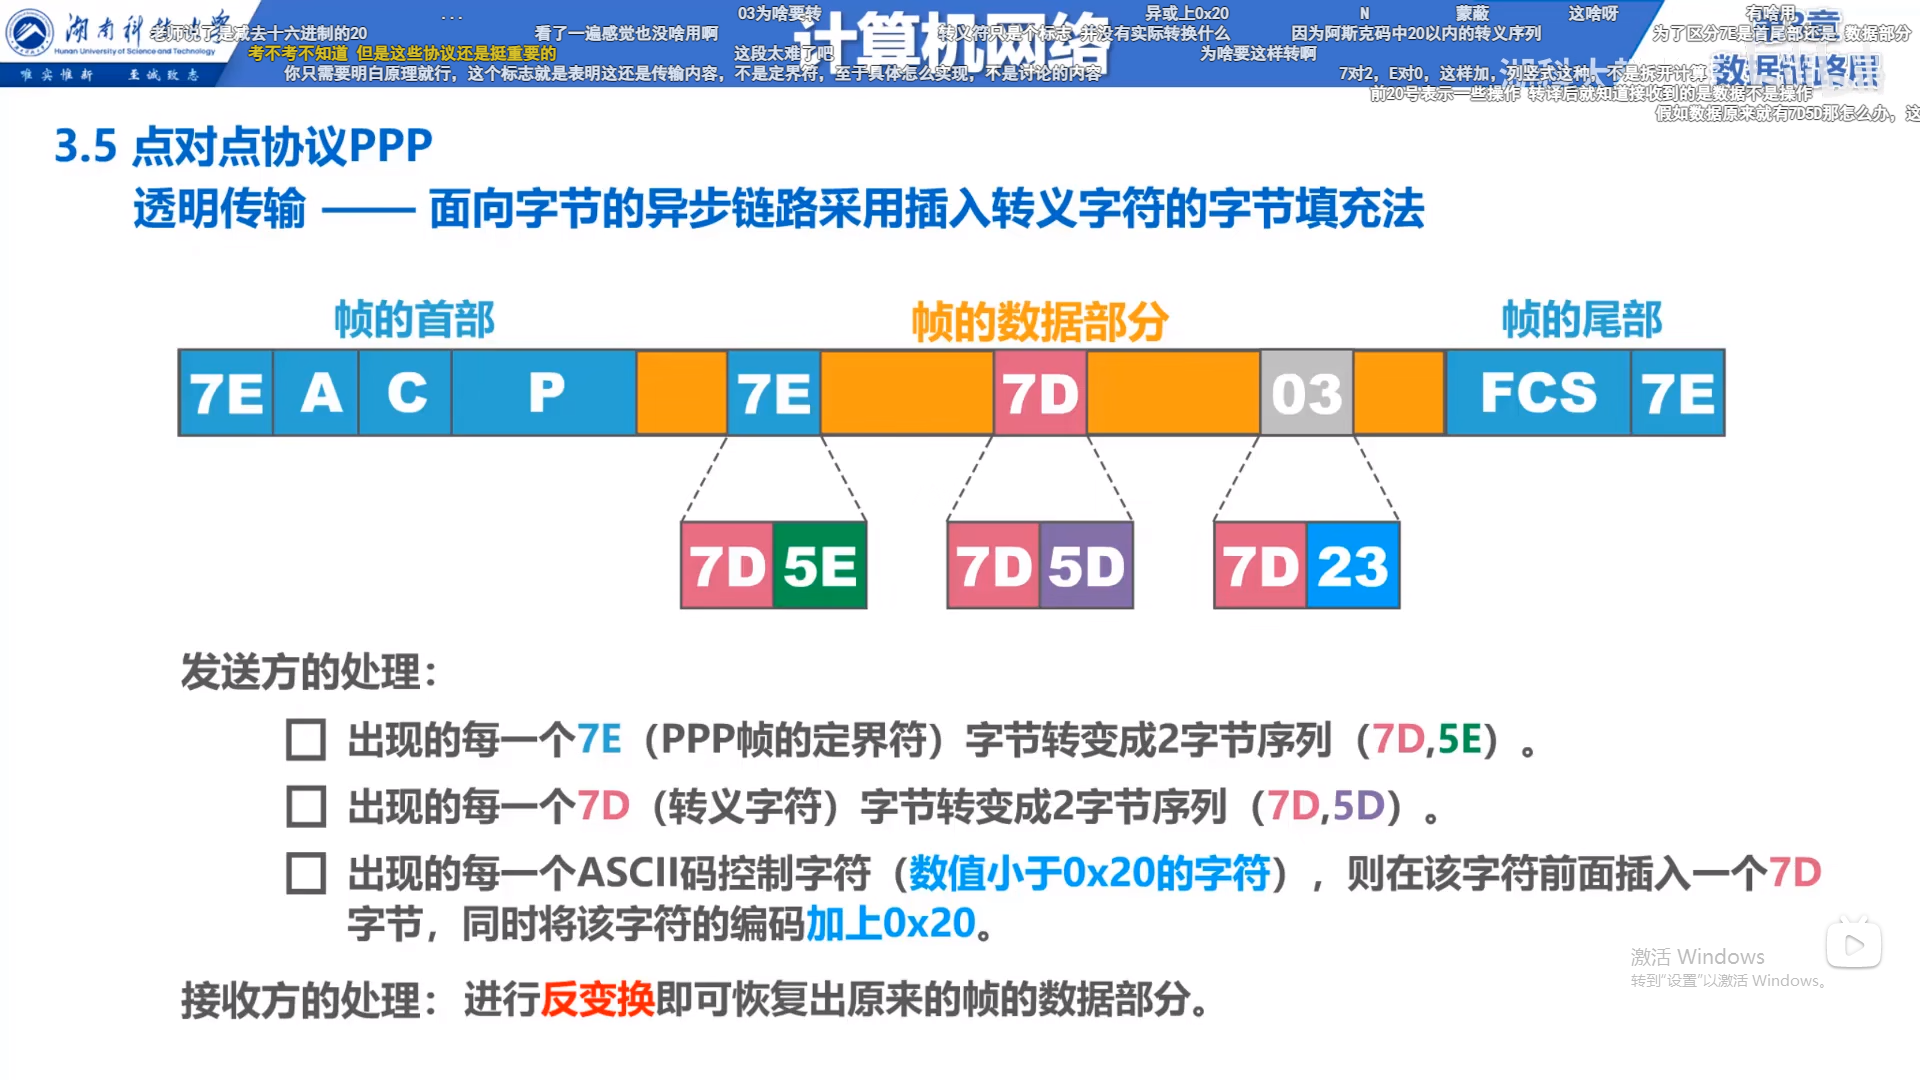 湖南科技大学
Hunan University of Science and Technology
唯实惟新 至诚致志
计算机网络
第3章
数据链路层
...
03为啥要转
异或上0x20
N
蒙蔽
这啥呀
有啥用
老师说了是减去十六进制的20
看了一遍感觉也没啥用啊
转义符只是个标志 并没有实际转换什么
因为阿斯克码中20以内的转义序列
为了区分7E是首尾部还是 数据部分
考不考不知道 但是这些协议还是挺重要的
这段太难了吧
为啥要这样转啊
你只需要明白原理就行，这个标志就是表明这还是传输内容，不是定界符，至于具体怎么实现，不是讨论的内容
7对2，E对0，这样加，列竖式这种，不是拆开计算
前20号表示一些操作 转译后就知道接收到的是数据不是操作
假如数据原来就有7D5D那怎么办，这
3.5 点对点协议PPP
透明传输 —— 面向字节的异步链路采用插入转义字符的字节填充法
帧的首部 帧的数据部分 帧的尾部
7E A C P 7E 7D 03 FCS 7E
7D 5E 7D 5D 7D 23
发送方的处理：
出现的每一个7E（PPP帧的定界符）字节转变成2字节序列（7D,5E）。
出现的每一个7D（转义字符）字节转变成2字节序列（7D,5D）。
出现的每一个ASCII码控制字符（数值小于0x20的字符），则在该字符前面插入一个7D
字节，同时将该字符的编码加上0x20。
接收方的处理：进行反变换即可恢复出原来的帧的数据部分。
激活 Windows
转到“设置”以激活 Windows。